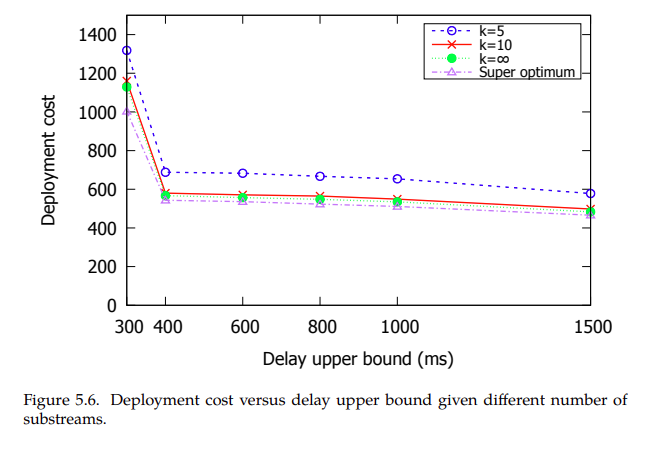 1400
1200
1000
800
600
400
200
0
Deployment cost
k=5
k=10
k=∞
Super optimum
300 400 600 800 1000 1500
Delay upper bound (ms)
Figure 5.6. Deployment cost versus delay upper bound given different number of
substreams.